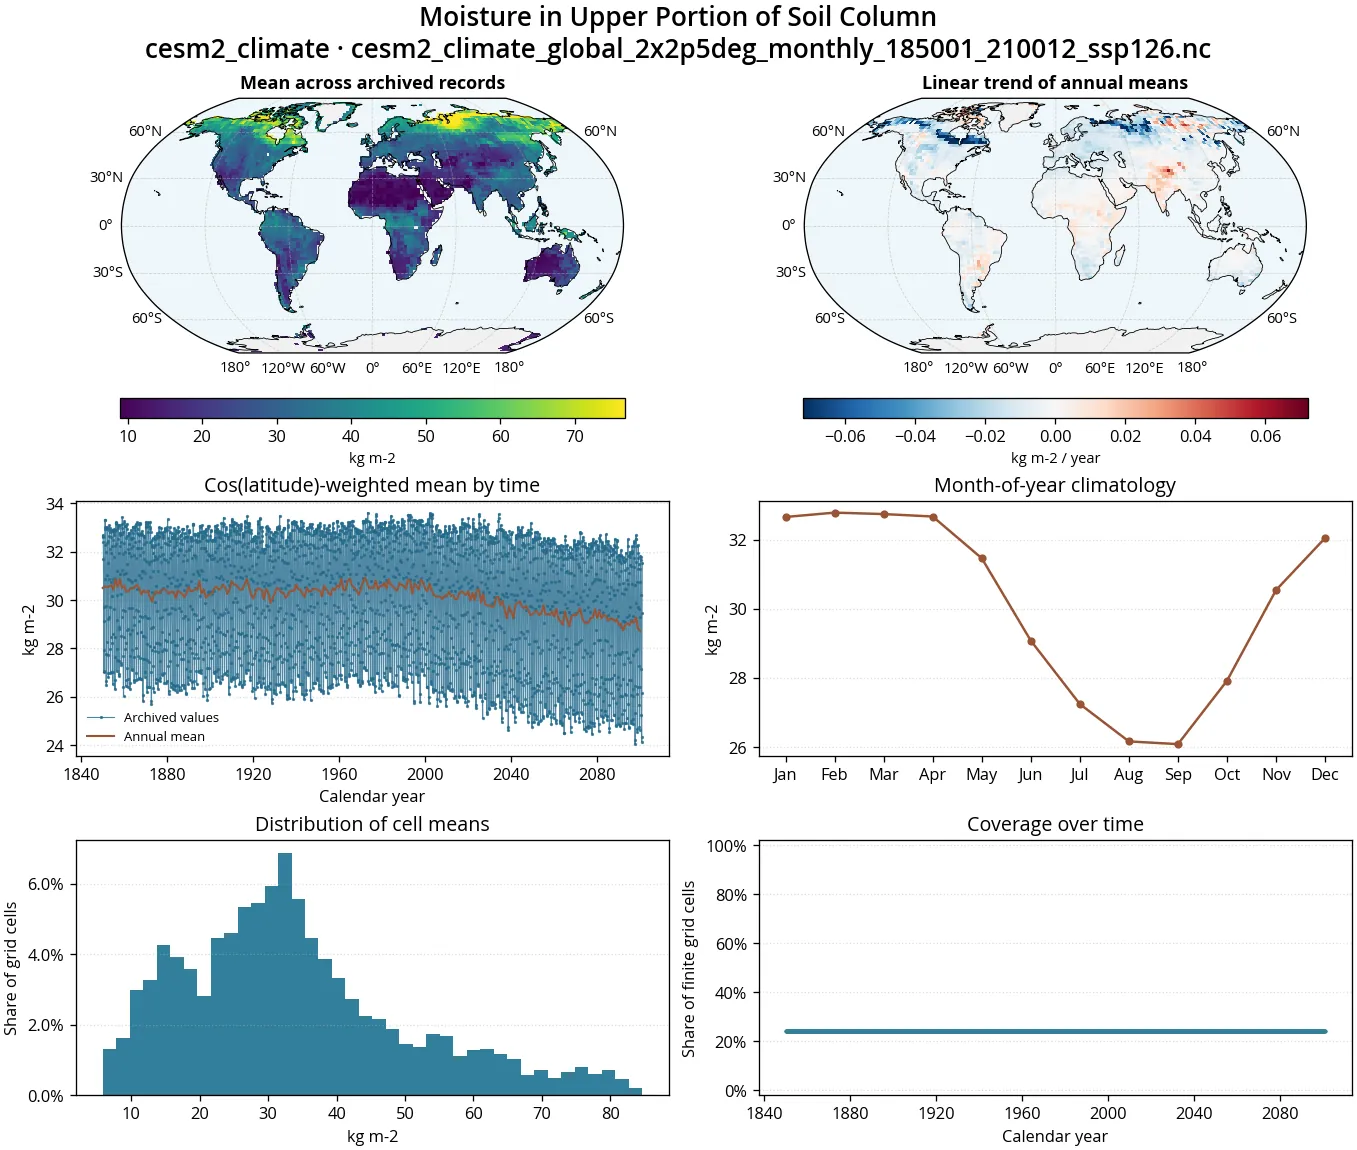 Moisture in Upper Portion of Soil Column
cesm2_climate · cesm2_climate_global_2x2p5deg_monthly_185001_210012_ssp126.nc
Mean across archived records
60°N 60°N
30°N
0°
30°S
60°S 60°S
180° 120°W 60°W 0° 60°E 120°E 180°
10 20 30 40 50 60 70
kg m-2
Linear trend of annual means
60°N 60°N
30°N
0°
30°S
60°S 60°S
180° 120°W 60°W 0° 60°E 120°E 180°
−0.06 −0.04 −0.02 0.00 0.02 0.04 0.06
kg m-2 / year
Cos(latitude)-weighted mean by time
34
32
30
28
26
24
kg m-2
Archived values
Annual mean
1840 1880 1920 1960 2000 2040 2080
Calendar year
Month-of-year climatology
32
30
28
26
kg m-2
Jan Feb Mar Apr May Jun Jul Aug Sep Oct Nov Dec
Distribution of cell means
6.0%
4.0%
2.0%
0.0%
Share of grid cells
10 20 30 40 50 60 70 80
kg m-2
Coverage over time
100%
80%
60%
40%
20%
0%
Share of finite grid cells
1840 1880 1920 1960 2000 2040 2080
Calendar year